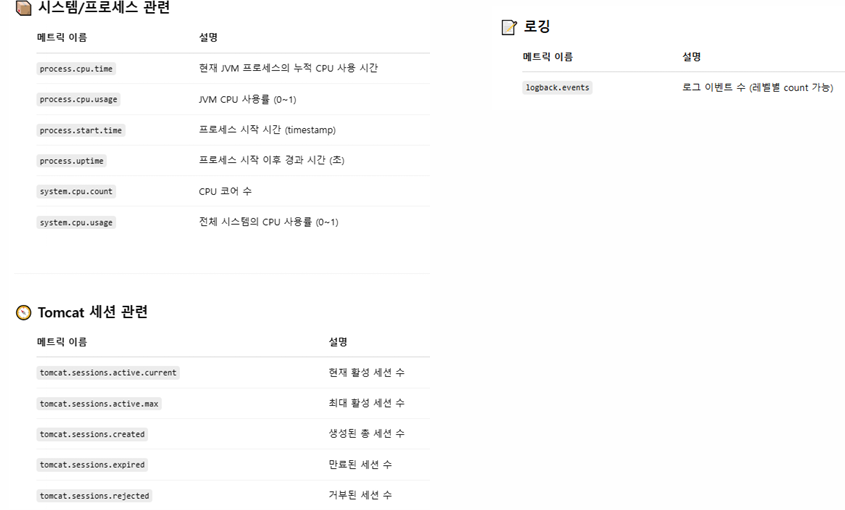 시스템/프로세스 관련
메트릭 이름 설명
process.cpu.time 현재 JVM 프로세스의 누적 CPU 사용 시간
process.cpu.usage JVM CPU 사용률 (0~1)
process.start.time 프로세스 시작 시간 (timestamp)
process.uptime 프로세스 시작 이후 경과 시간 (초)
system.cpu.count CPU 코어 수
system.cpu.usage 전체 시스템의 CPU 사용률 (0~1)
Tomcat 세션 관련
메트릭 이름 설명
tomcat.sessions.active.current 현재 활성 세션 수
tomcat.sessions.active.max 최대 활성 세션 수
tomcat.sessions.created 생성된 총 세션 수
tomcat.sessions.expired 만료된 세션 수
tomcat.sessions.rejected 거부된 세션 수
로깅
메트릭 이름 설명
logback.events 로그 이벤트 수 (레벨별 count 가능)